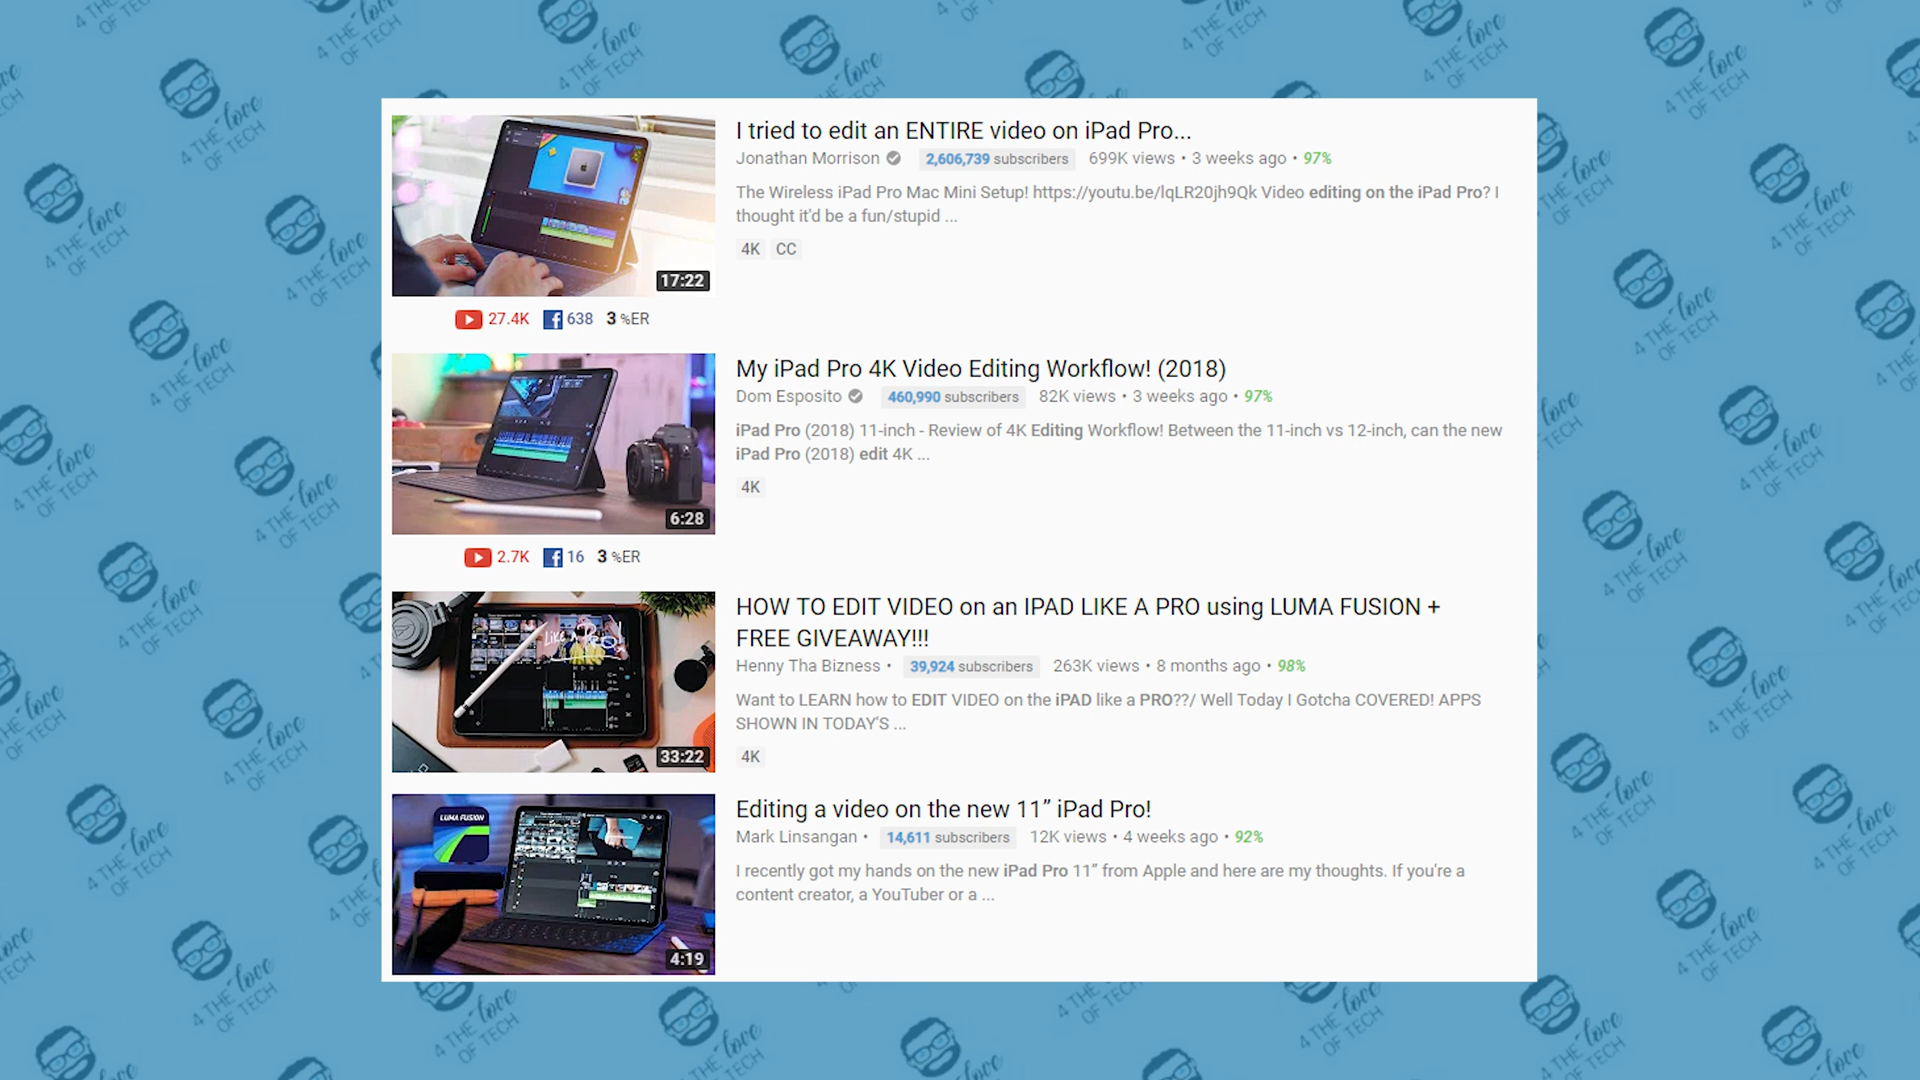 I tried to edit an ENTIRE video on iPad Pro...
Jonathan Morrison 2,606,739 subscribers 699K views • 3 weeks ago • 97%
The Wireless iPad Pro Mac Mini Setup! https://youtu.be/lqLR20jh9Qk Video editing on the iPad Pro? I
thought it'd be a fun/stupid ...
4K CC
17:22
27.4K 638 3 %ER
My iPad Pro 4K Video Editing Workflow! (2018)
Dom Esposito 460,990 subscribers 82K views • 3 weeks ago • 97%
iPad Pro (2018) 11-inch - Review of 4K Editing Workflow! Between the 11-inch vs 12-inch, can the new
iPad Pro (2018) edit 4K ...
4K
6:28
2.7K 16 3 %ER
HOW TO EDIT VIDEO on an IPAD LIKE A PRO using LUMA FUSION +
FREE GIVEAWAY!!!
Henny Tha Bizness • 39,924 subscribers 263K views • 8 months ago • 98%
Want to LEARN how to EDIT VIDEO on the iPAD like a PRO??/ Well Today I Gotcha COVERED! APPS
SHOWN IN TODAY'S ...
4K
Like A Pro!
33:22
Editing a video on the new 11” iPad Pro!
Mark Linsangan • 14,611 subscribers 12K views • 4 weeks ago • 92%
I recently got my hands on the new iPad Pro 11” from Apple and here are my thoughts. If you're a
content creator, a YouTuber or a ...
LUMA FUSION
4:19
4 THE love
OF TECH